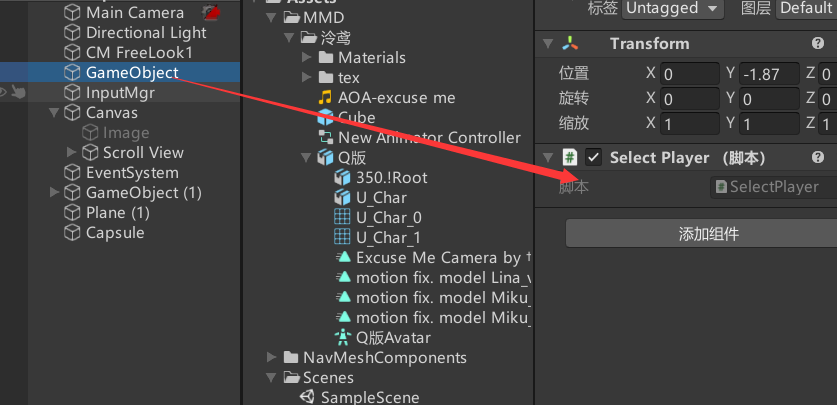 Main Camera
Directional Light
CM FreeLook1
GameObject
InputMgr
Canvas
Image
Scroll View
EventSystem
GameObject (1)
Plane (1)
Capsule
Assets
MMD
泠鸢
Materials
tex
AOA-excuse me
Cube
New Animator Controller
Q版
350.!Root
U_Char
U_Char_0
U_Char_1
Excuse Me Camera by
motion fix. model Lina_
motion fix. model Miku_
motion fix. model Miku_
Q版Avatar
NavMeshComponents
Scenes
SampleScene
标签 Untagged 图层 Default
Transform
位置 X 0 Y -1.87 Z 0
旋转 X 0 Y 0 Z 0
缩放 X 1 Y 1 Z 1
# Select Player （脚本）
脚本 # SelectPlayer
添加组件